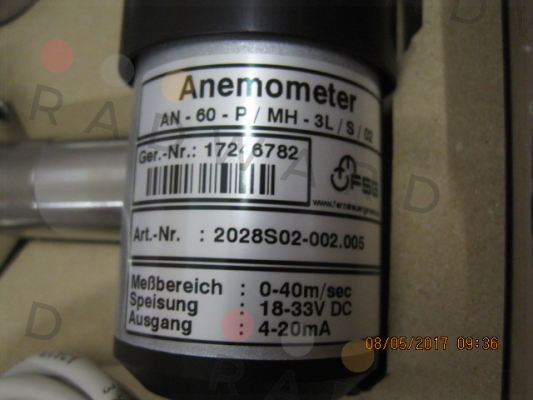 Anemometer
AN - 60 - P / MH - 3L / S / 02
Ger.-Nr.: 17246782
FSG
Art.-Nr. : 2028S02-002.005
Meßbereich : 0-40m/sec
Speisung : 18-33V DC
Ausgang : 4-20mA
08/05/2017 09:36